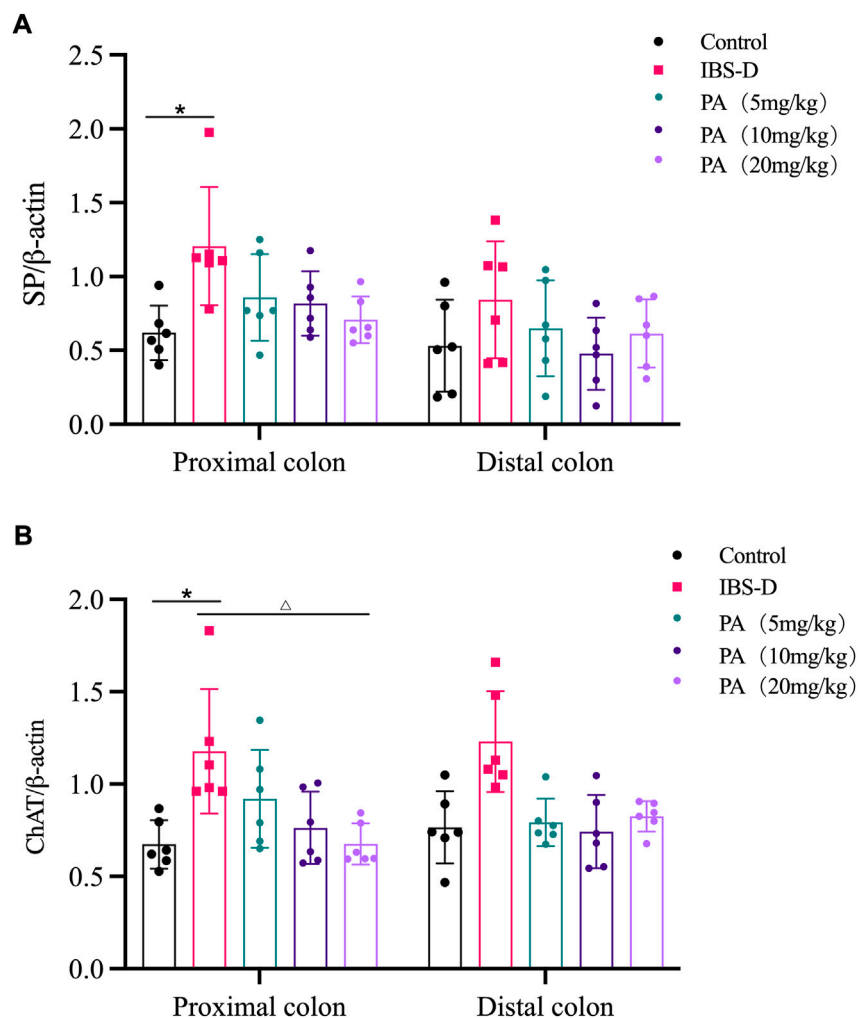 A
SP/β-actin
2.5
2.0
1.5
1.0
0.5
0.0
*
Proximal colon
Distal colon
Control
IBS-D
PA（5mg/kg）
PA（10mg/kg）
PA（20mg/kg）
B
ChAT/β-actin
2.0
1.5
1.0
0.5
0.0
*
△
Proximal colon
Distal colon
Control
IBS-D
PA（5mg/kg）
PA（10mg/kg）
PA（20mg/kg）